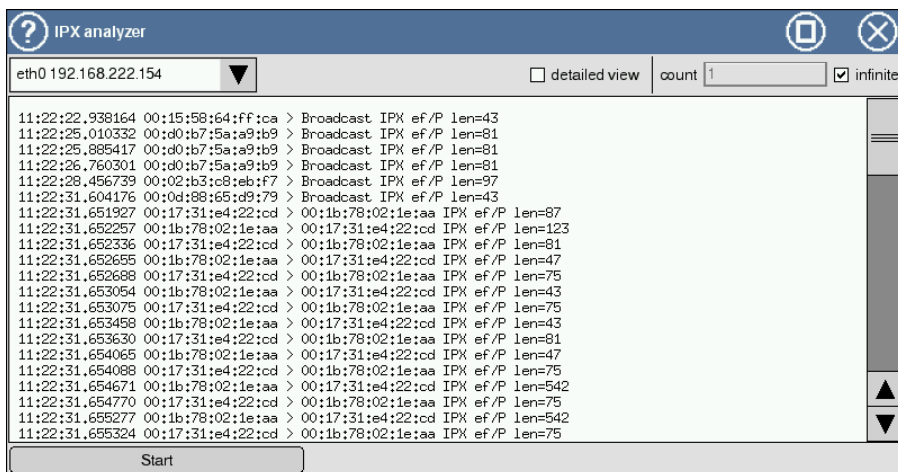 IPX analyzer
eth0 192.168.222.154 detailed view count 1 infinite
11:22:22.938164 00:15:58:64:ff:ca > Broadcast IPX ef/P len=43
11:22:25.010332 00:d0:b7:5a:a9:b9 > Broadcast IPX ef/P len=81
11:22:25.885417 00:d0:b7:5a:a9:b9 > Broadcast IPX ef/P len=81
11:22:26.760301 00:d0:b7:5a:a9:b9 > Broadcast IPX ef/P len=81
11:22:28.456739 00:02:b3:c8:eb:f7 > Broadcast IPX ef/P len=97
11:22:31.604176 00:0d:88:65:d9:79 > Broadcast IPX ef/P len=43
11:22:31.651927 00:17:31:e4:22:cd > 00:1b:78:02:1e:aa IPX ef/P len=87
11:22:31.652257 00:1b:78:02:1e:aa > 00:17:31:e4:22:cd IPX ef/P len=123
11:22:31.652336 00:17:31:e4:22:cd > 00:1b:78:02:1e:aa IPX ef/P len=81
11:22:31.652655 00:1b:78:02:1e:aa > 00:17:31:e4:22:cd IPX ef/P len=47
11:22:31.652688 00:17:31:e4:22:cd > 00:1b:78:02:1e:aa IPX ef/P len=75
11:22:31.653054 00:1b:78:02:1e:aa > 00:17:31:e4:22:cd IPX ef/P len=43
11:22:31.653075 00:17:31:e4:22:cd > 00:1b:78:02:1e:aa IPX ef/P len=75
11:22:31.653458 00:1b:78:02:1e:aa > 00:17:31:e4:22:cd IPX ef/P len=43
11:22:31.653630 00:17:31:e4:22:cd > 00:1b:78:02:1e:aa IPX ef/P len=81
11:22:31.654065 00:1b:78:02:1e:aa > 00:17:31:e4:22:cd IPX ef/P len=47
11:22:31.654088 00:17:31:e4:22:cd > 00:1b:78:02:1e:aa IPX ef/P len=75
11:22:31.654671 00:1b:78:02:1e:aa > 00:17:31:e4:22:cd IPX ef/P len=542
11:22:31.654770 00:17:31:e4:22:cd > 00:1b:78:02:1e:aa IPX ef/P len=75
11:22:31.655277 00:1b:78:02:1e:aa > 00:17:31:e4:22:cd IPX ef/P len=542
11:22:31.655324 00:17:31:e4:22:cd > 00:1b:78:02:1e:aa IPX ef/P len=75
Start